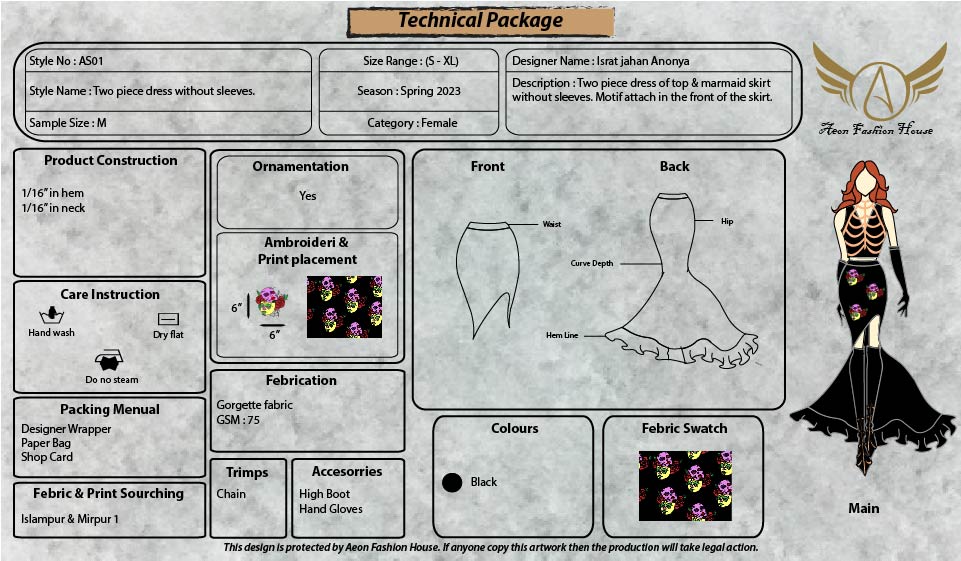 Technical Package
Style No : AS01
Style Name : Two piece dress without sleeves.
Sample Size : M
Size Range : (S - XL)
Season : Spring 2023
Category : Female
Designer Name : Israt jahan Anonya
Description : Two piece dress of top & marmaid skirt
without sleeves. Motif attach in the front of the skirt.
Aeon Fashion House
Product Construction
1/16” in hem
1/16” in neck
Care Instruction
Hand wash
Dry flat
Do no steam
Packing Menual
Designer Wrapper
Paper Bag
Shop Card
Febric & Print Sourching
Islampur & Mirpur 1
Ornamentation
Yes
Ambroideri &
Print placement
6”
6”
Febrication
Gorgette fabric
GSM : 75
Trimps
Chain
Accesorries
High Boot
Hand Gloves
Front
Back
Waist
Hip
Curve Depth
Hem Line
Colours
Black
Febric Swatch
Main
This design is protected by Aeon Fashion House. If anyone copy this artwork then the production will take legal action.